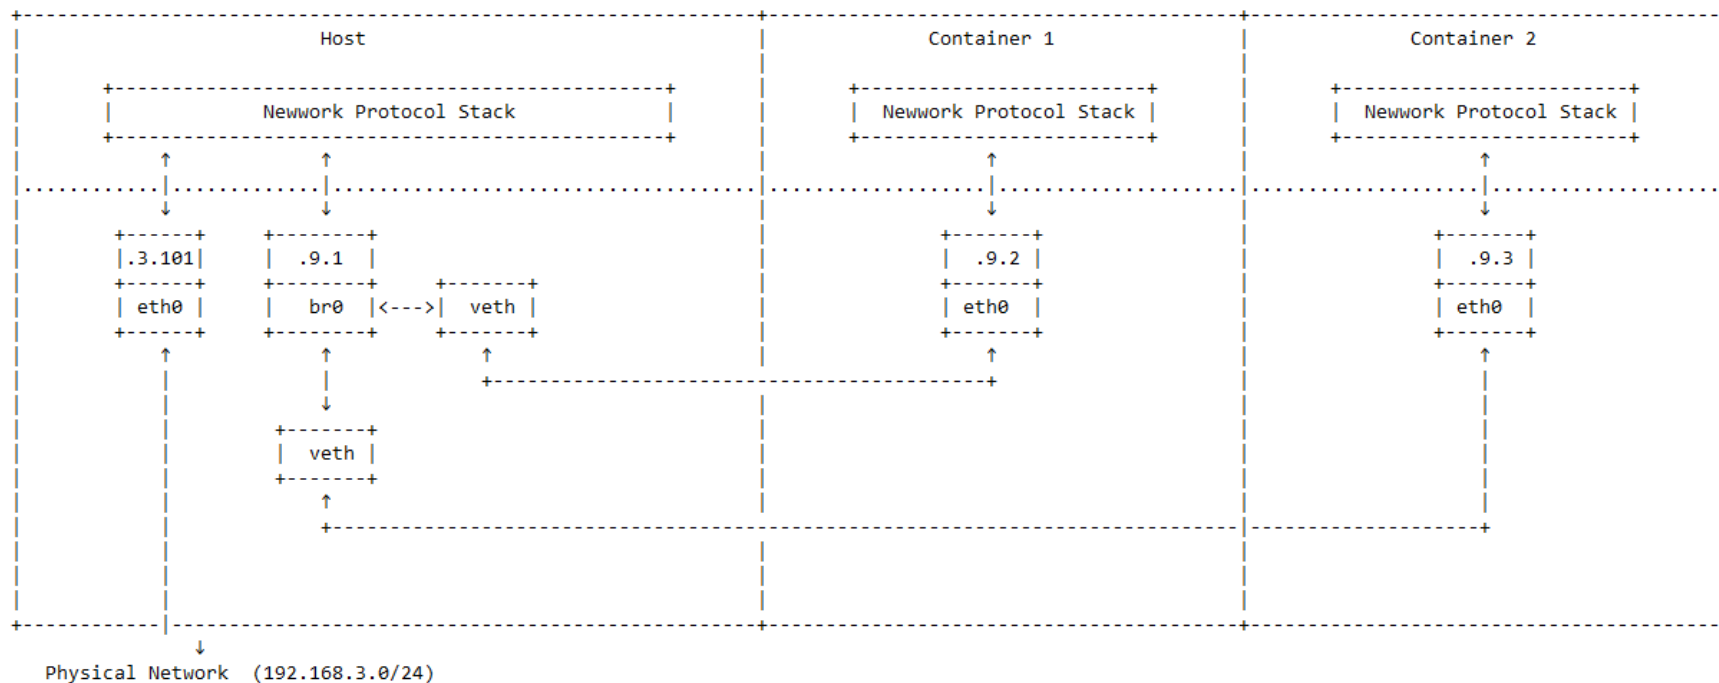 Host Container 1 Container 2
Newwork Protocol Stack Newwork Protocol Stack Newwork Protocol Stack
.3.101 .9.1 .9.2 .9.3
eth0 br0 veth eth0 eth0
veth
Physical Network (192.168.3.0/24)